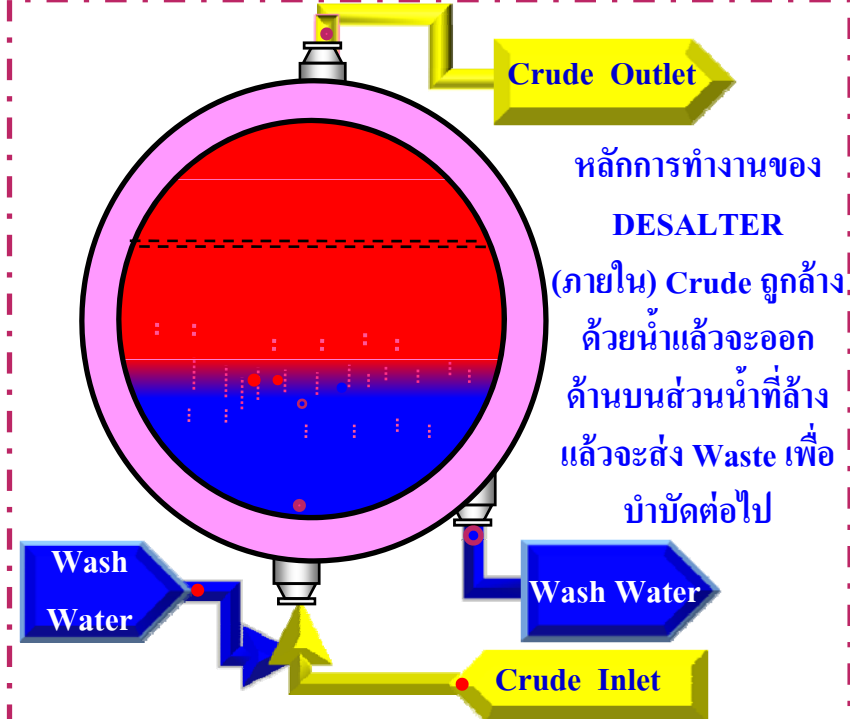 Crude Outlet
หลักการทำงานของ
DESALTER
(ภายใน) Crude ถูกล้าง
ด้วยน้ำแล้วจะออก
ด้านบนส่วนน้ำที่ล้าง
แล้วจะส่ง Waste เพื่อ
บำบัดต่อไป
Wash
Water
Wash Water
Crude Inlet